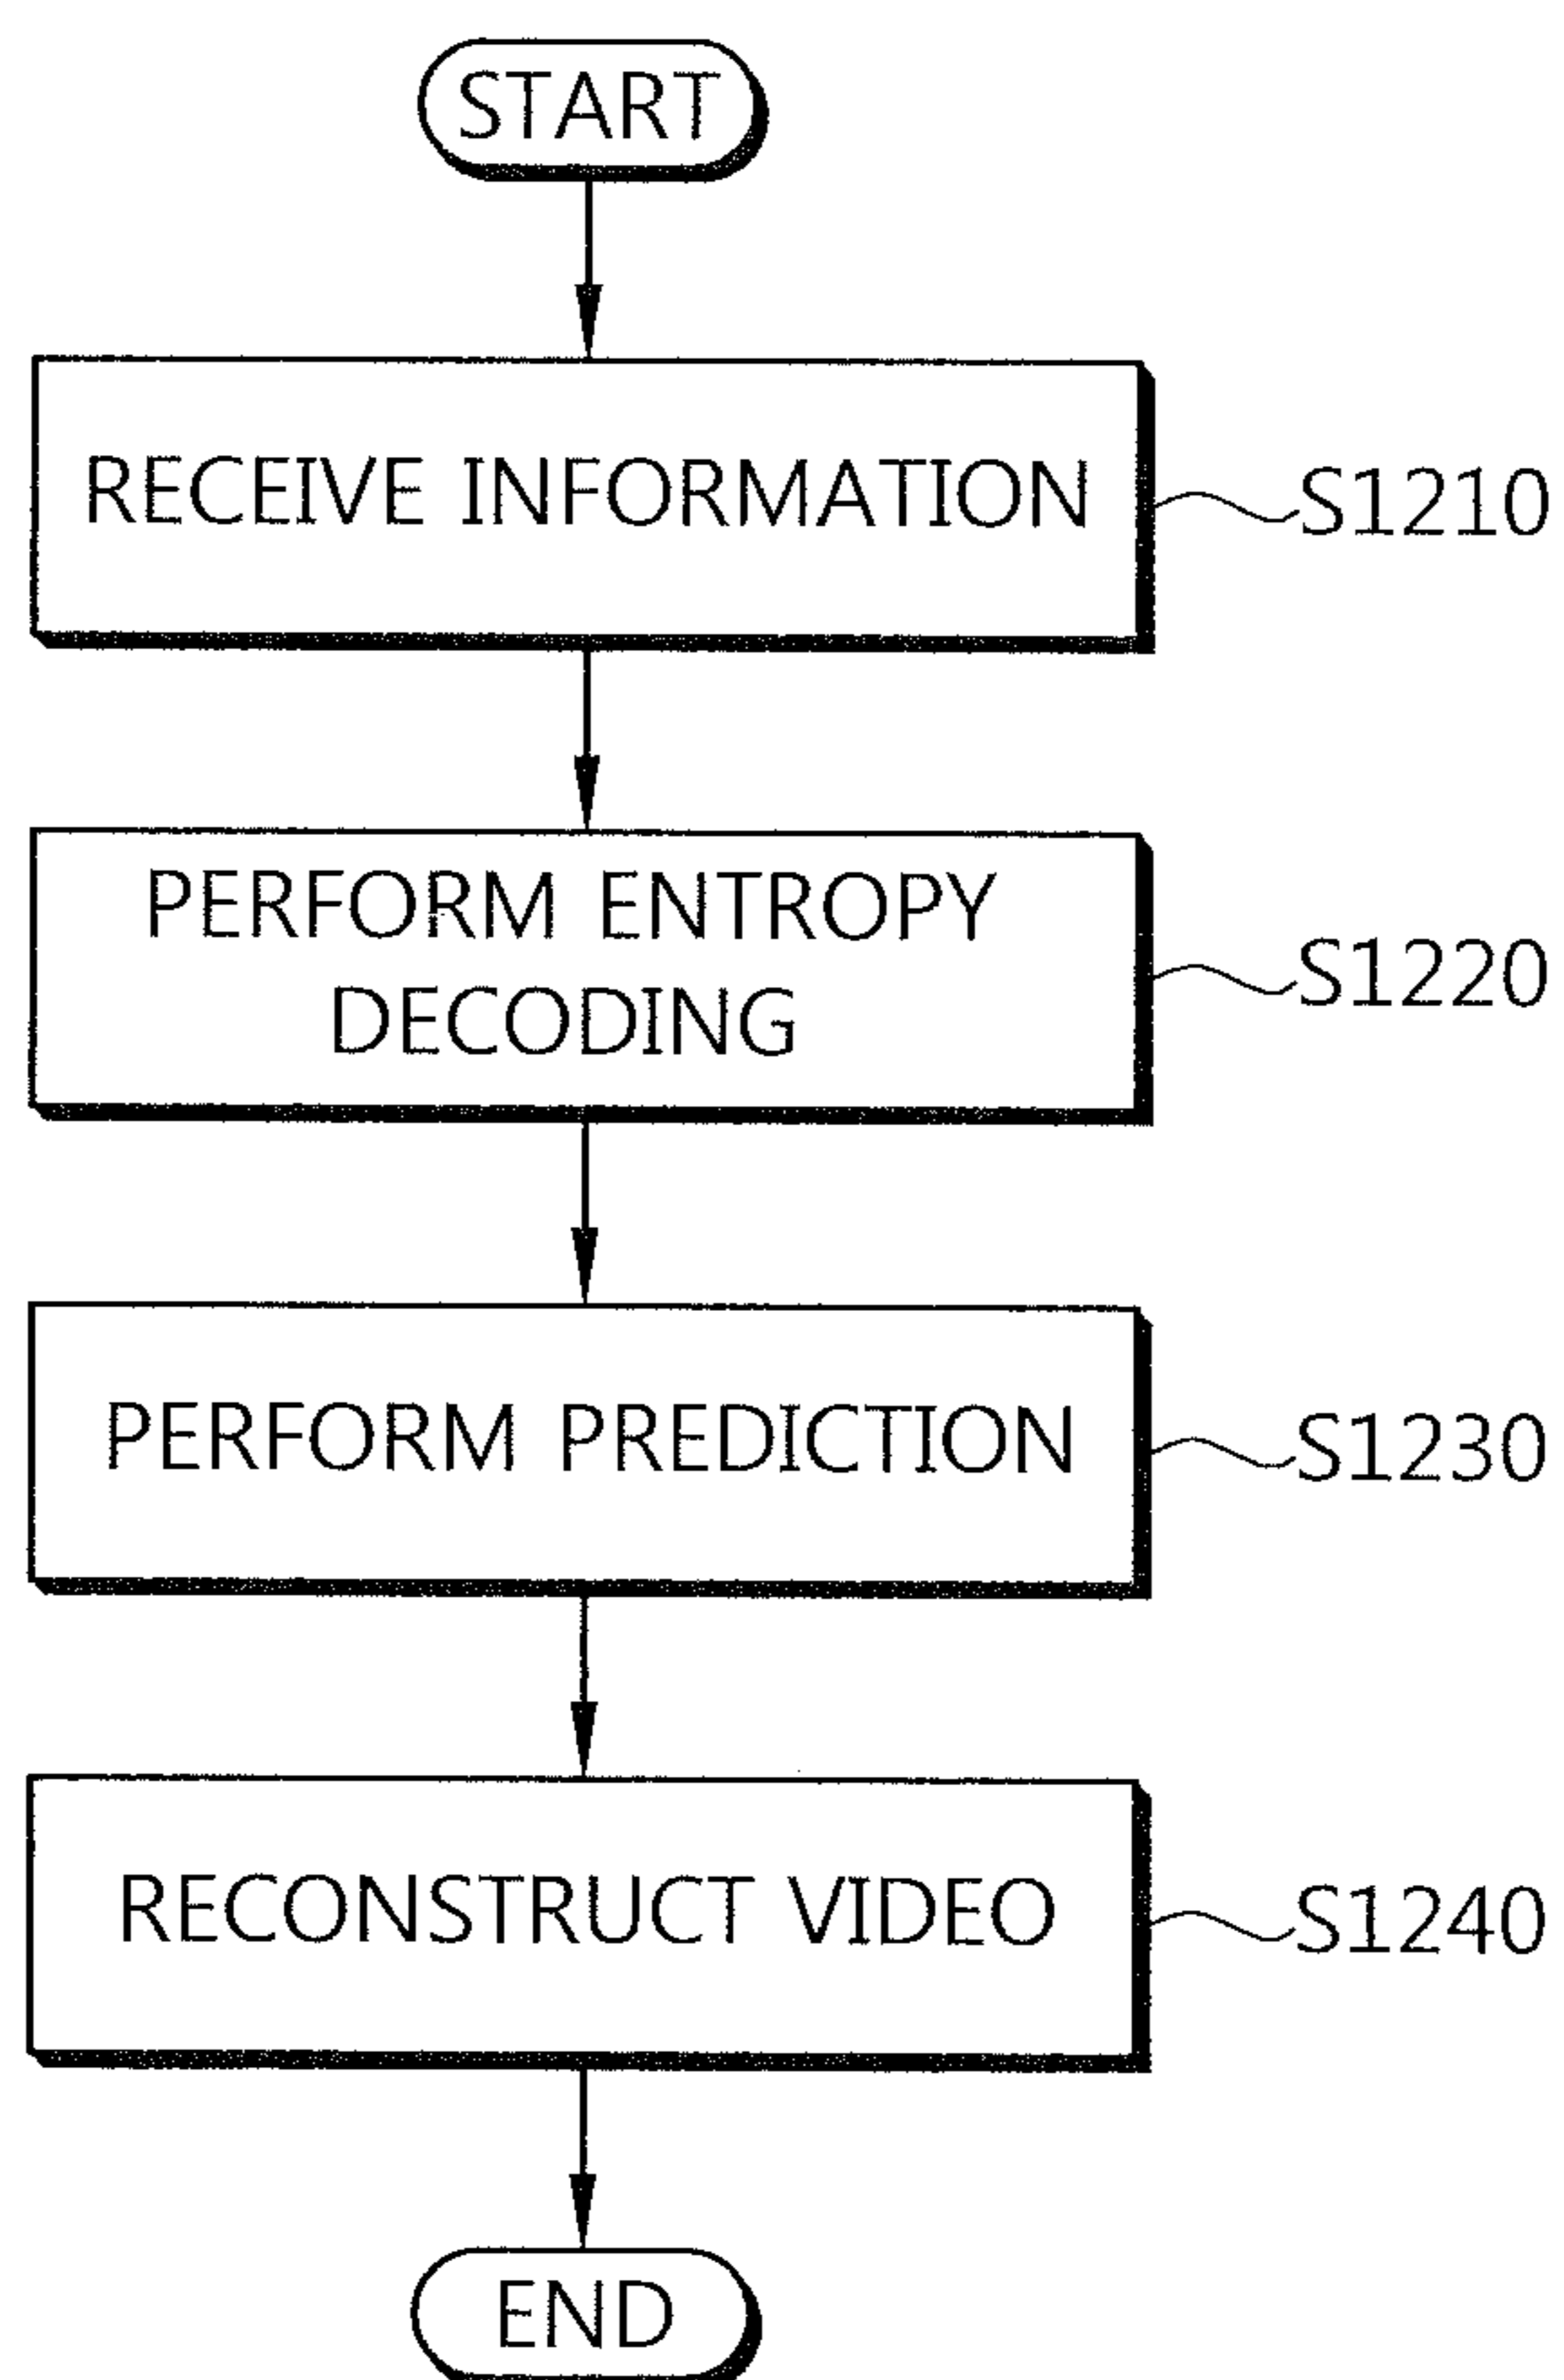 START
RECEIVE INFORMATION
S1210
PERFORM ENTROPY
DECODING
S1220
PERFORM PREDICTION
S1230
RECONSTRUCT VIDEO
S1240
END